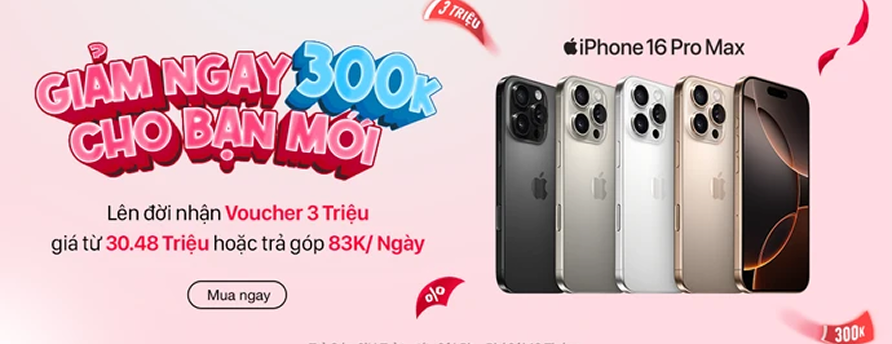 3 TRIỆU
GIẢM NGAY 300K
CHO BẠN MỚI
Lên đời nhận Voucher 3 Triệu
giá từ 30.48 Triệu hoặc trả góp 83K/ Ngày
Mua ngay
%
iPhone 16 Pro Max
300K